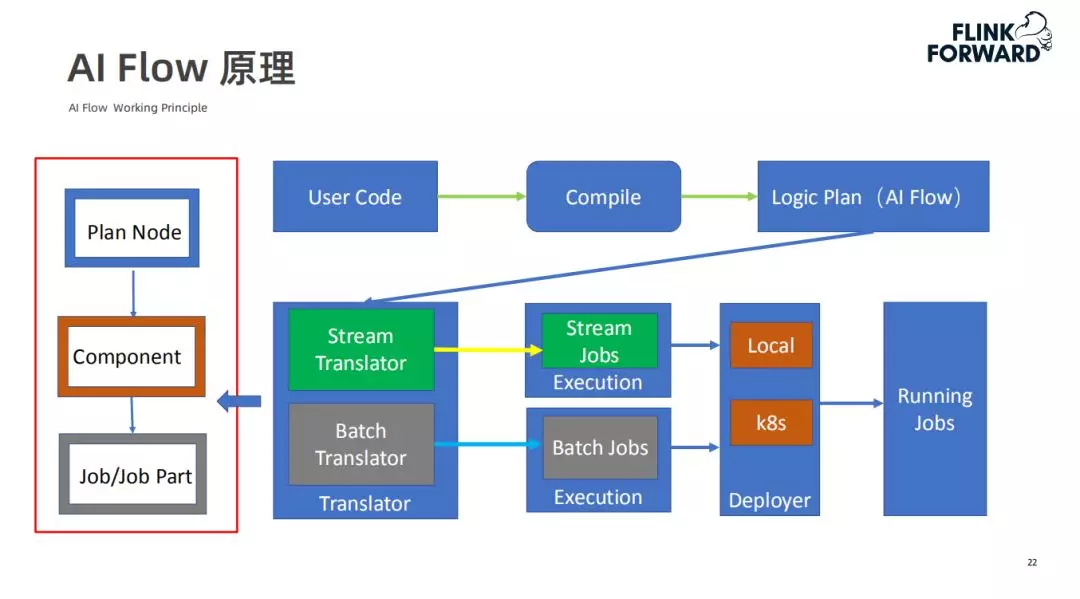 FLINK
FORWARD
AI Flow 原理
AI Flow Working Principle
User Code
Compile
Logic Plan（AI Flow）
Plan Node
Component
Job/Job Part
Stream
Translator
Batch
Translator
Translator
Stream
Jobs
Execution
Batch Jobs
Execution
Local
k8s
Deployer
Running
Jobs
22